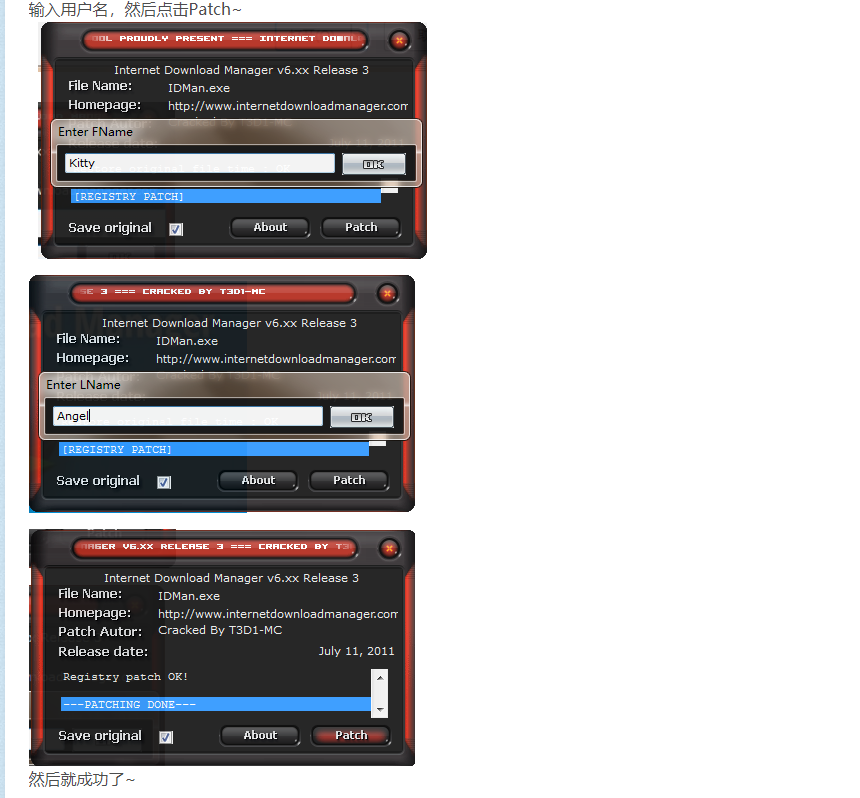 输入用户名，然后点击Patch~
OOL PROUDLY PRESENT === INTERNET DOWNL
Internet Download Manager v6.xx Release 3
File Name: IDMan.exe
Homepage: http://www.internetdownloadmanager.com
Enter FName
Kitty OK
[REGISTRY PATCH]
Save original About Patch
SE 3 === CRACKED BY T3D1-MC
Internet Download Manager v6.xx Release 3
File Name: IDMan.exe
Homepage: http://www.internetdownloadmanager.com
Enter LName
Angel OK
[REGISTRY PATCH]
Save original About Patch
NAGER V6.XX RELEASE 3 === CRACKED BY T3
Internet Download Manager v6.xx Release 3
File Name: IDMan.exe
Homepage: http://www.internetdownloadmanager.com
Patch Autor: Cracked By T3D1-MC
Release date: July 11, 2011
Registry patch OK!
---PATCHING DONE---
Save original About Patch
然后就成功了~